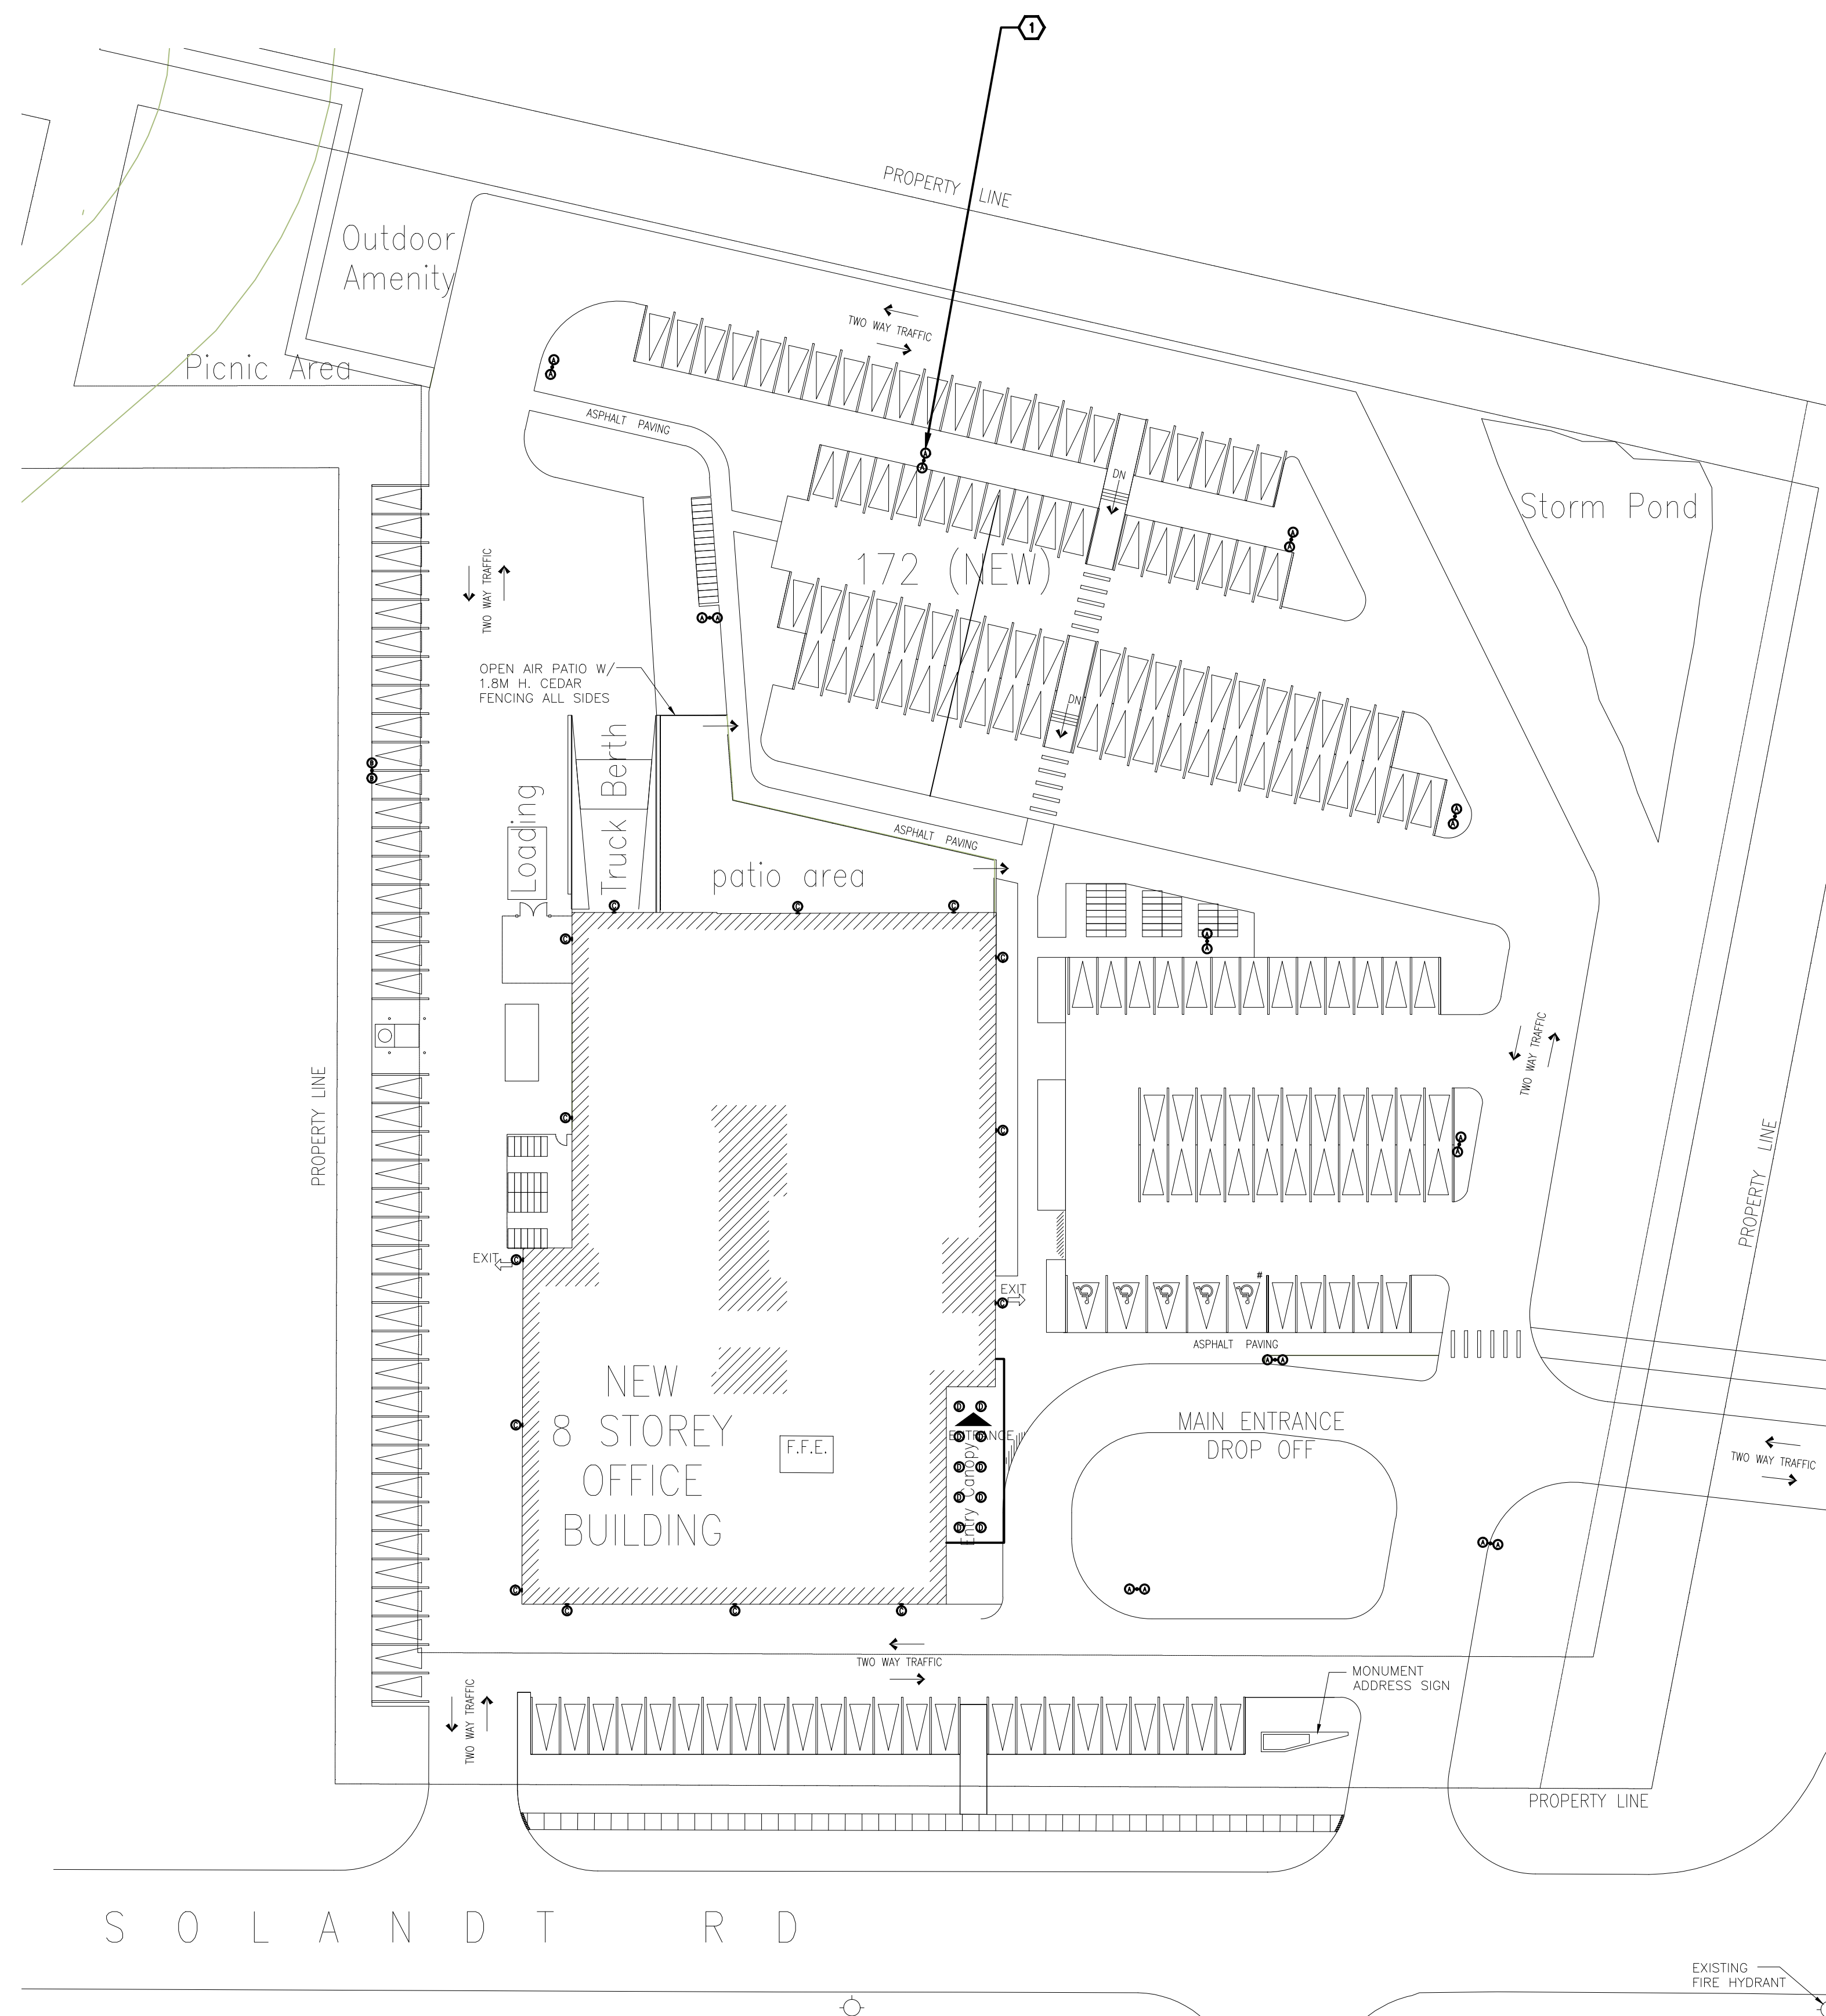 1
PROPERTY LINE
Outdoor
Amenity
Picnic Area
TWO WAY TRAFFIC
A
A
ASPHALT PAVING
A
A
DN
Storm Pond
A
A
172 (NEW)
TWO WAY TRAFFIC
A A
OPEN AIR PATIO W/
1.8M H. CEDAR
FENCING ALL SIDES
DN
B
B
Truck Berth
Loading
A
A
ASPHALT PAVING
patio area
C
C
C
C
A
A
C
TWO WAY TRAFFIC
PROPERTY LINE
C
C
A
A
PROPERTY LINE
EXIT
C
#
EXIT
C
ASPHALT PAVING
A A
NEW
8 STOREY
OFFICE
BUILDING
C
F.F.E.
D D
ENTRANCE
D D
Entry Canopy
D D
D D
D D
MAIN ENTRANCE
DROP OFF
TWO WAY TRAFFIC
A A
A A
C
C
C
C
TWO WAY TRAFFIC
MONUMENT
ADDRESS SIGN
TWO WAY TRAFFIC
PROPERTY LINE
SOLANDT RD
EXISTING
FIRE HYDRANT